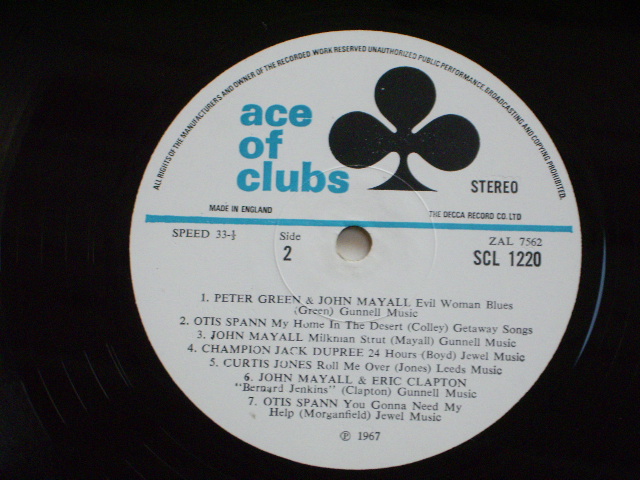 ALL RIGHTS OF THE MANUFACTURERS AND OWNER OF THE RECORDED WORK RESERVED UNAUTHORIZED PUBLIC PERFORMANCE, BROADCASTING AND COPYING PROHIBITED.
ace
of
clubs
STEREO
MADE IN ENGLAND THE DECCA RECORD CO. LTD
SPEED 33-⅓ Side ZAL 7562
2 SCL 1220
1. PETER GREEN & JOHN MAYALL Evil Woman Blues
(Green) Gunnell Music
2. OTIS SPANN My Home In The Desert (Colley) Getaway Songs
3. JOHN MAYALL Milknian Strut (Mayall) Gunnell Music
4. CHAMPION JACK DUPREE 24 Hours (Boyd) Jewel Music
5. CURTIS JONES Roll Me Over (Jones) Leeds Music
6. JOHN MAYALL & ERIC CLAPTON
"Bernard Jenkins" (Clapton) Gunnell Music
7. OTIS SPANN You Gonna Need My
Help (Morganfield) Jewel Music
℗ 1967